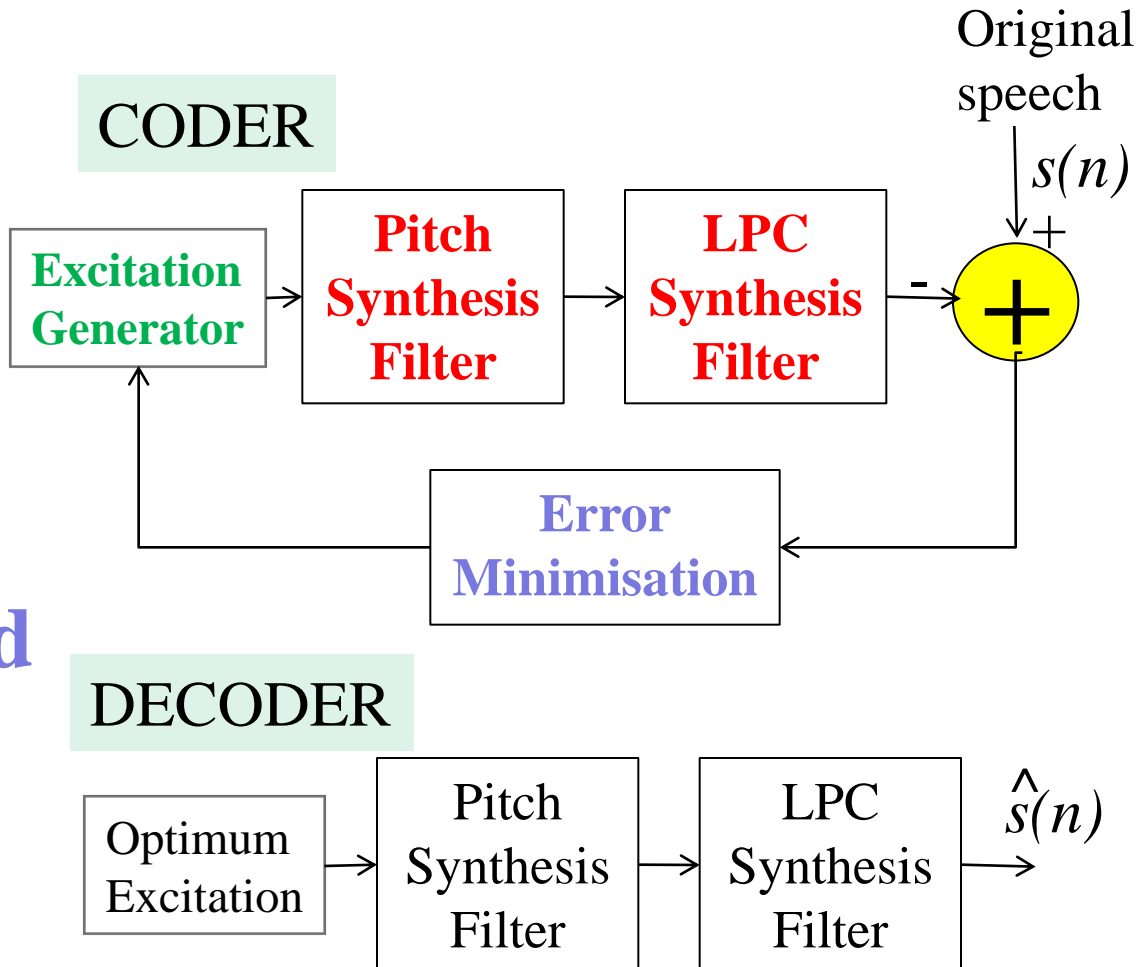 Original
speech
CODER
s(n)
+
Excitation
Generator
Pitch
Synthesis
Filter
LPC
Synthesis
Filter
-
+
Error
Minimisation
d
DECODER
Optimum
Excitation
Pitch
Synthesis
Filter
LPC
Synthesis
Filter
ŝ(n)